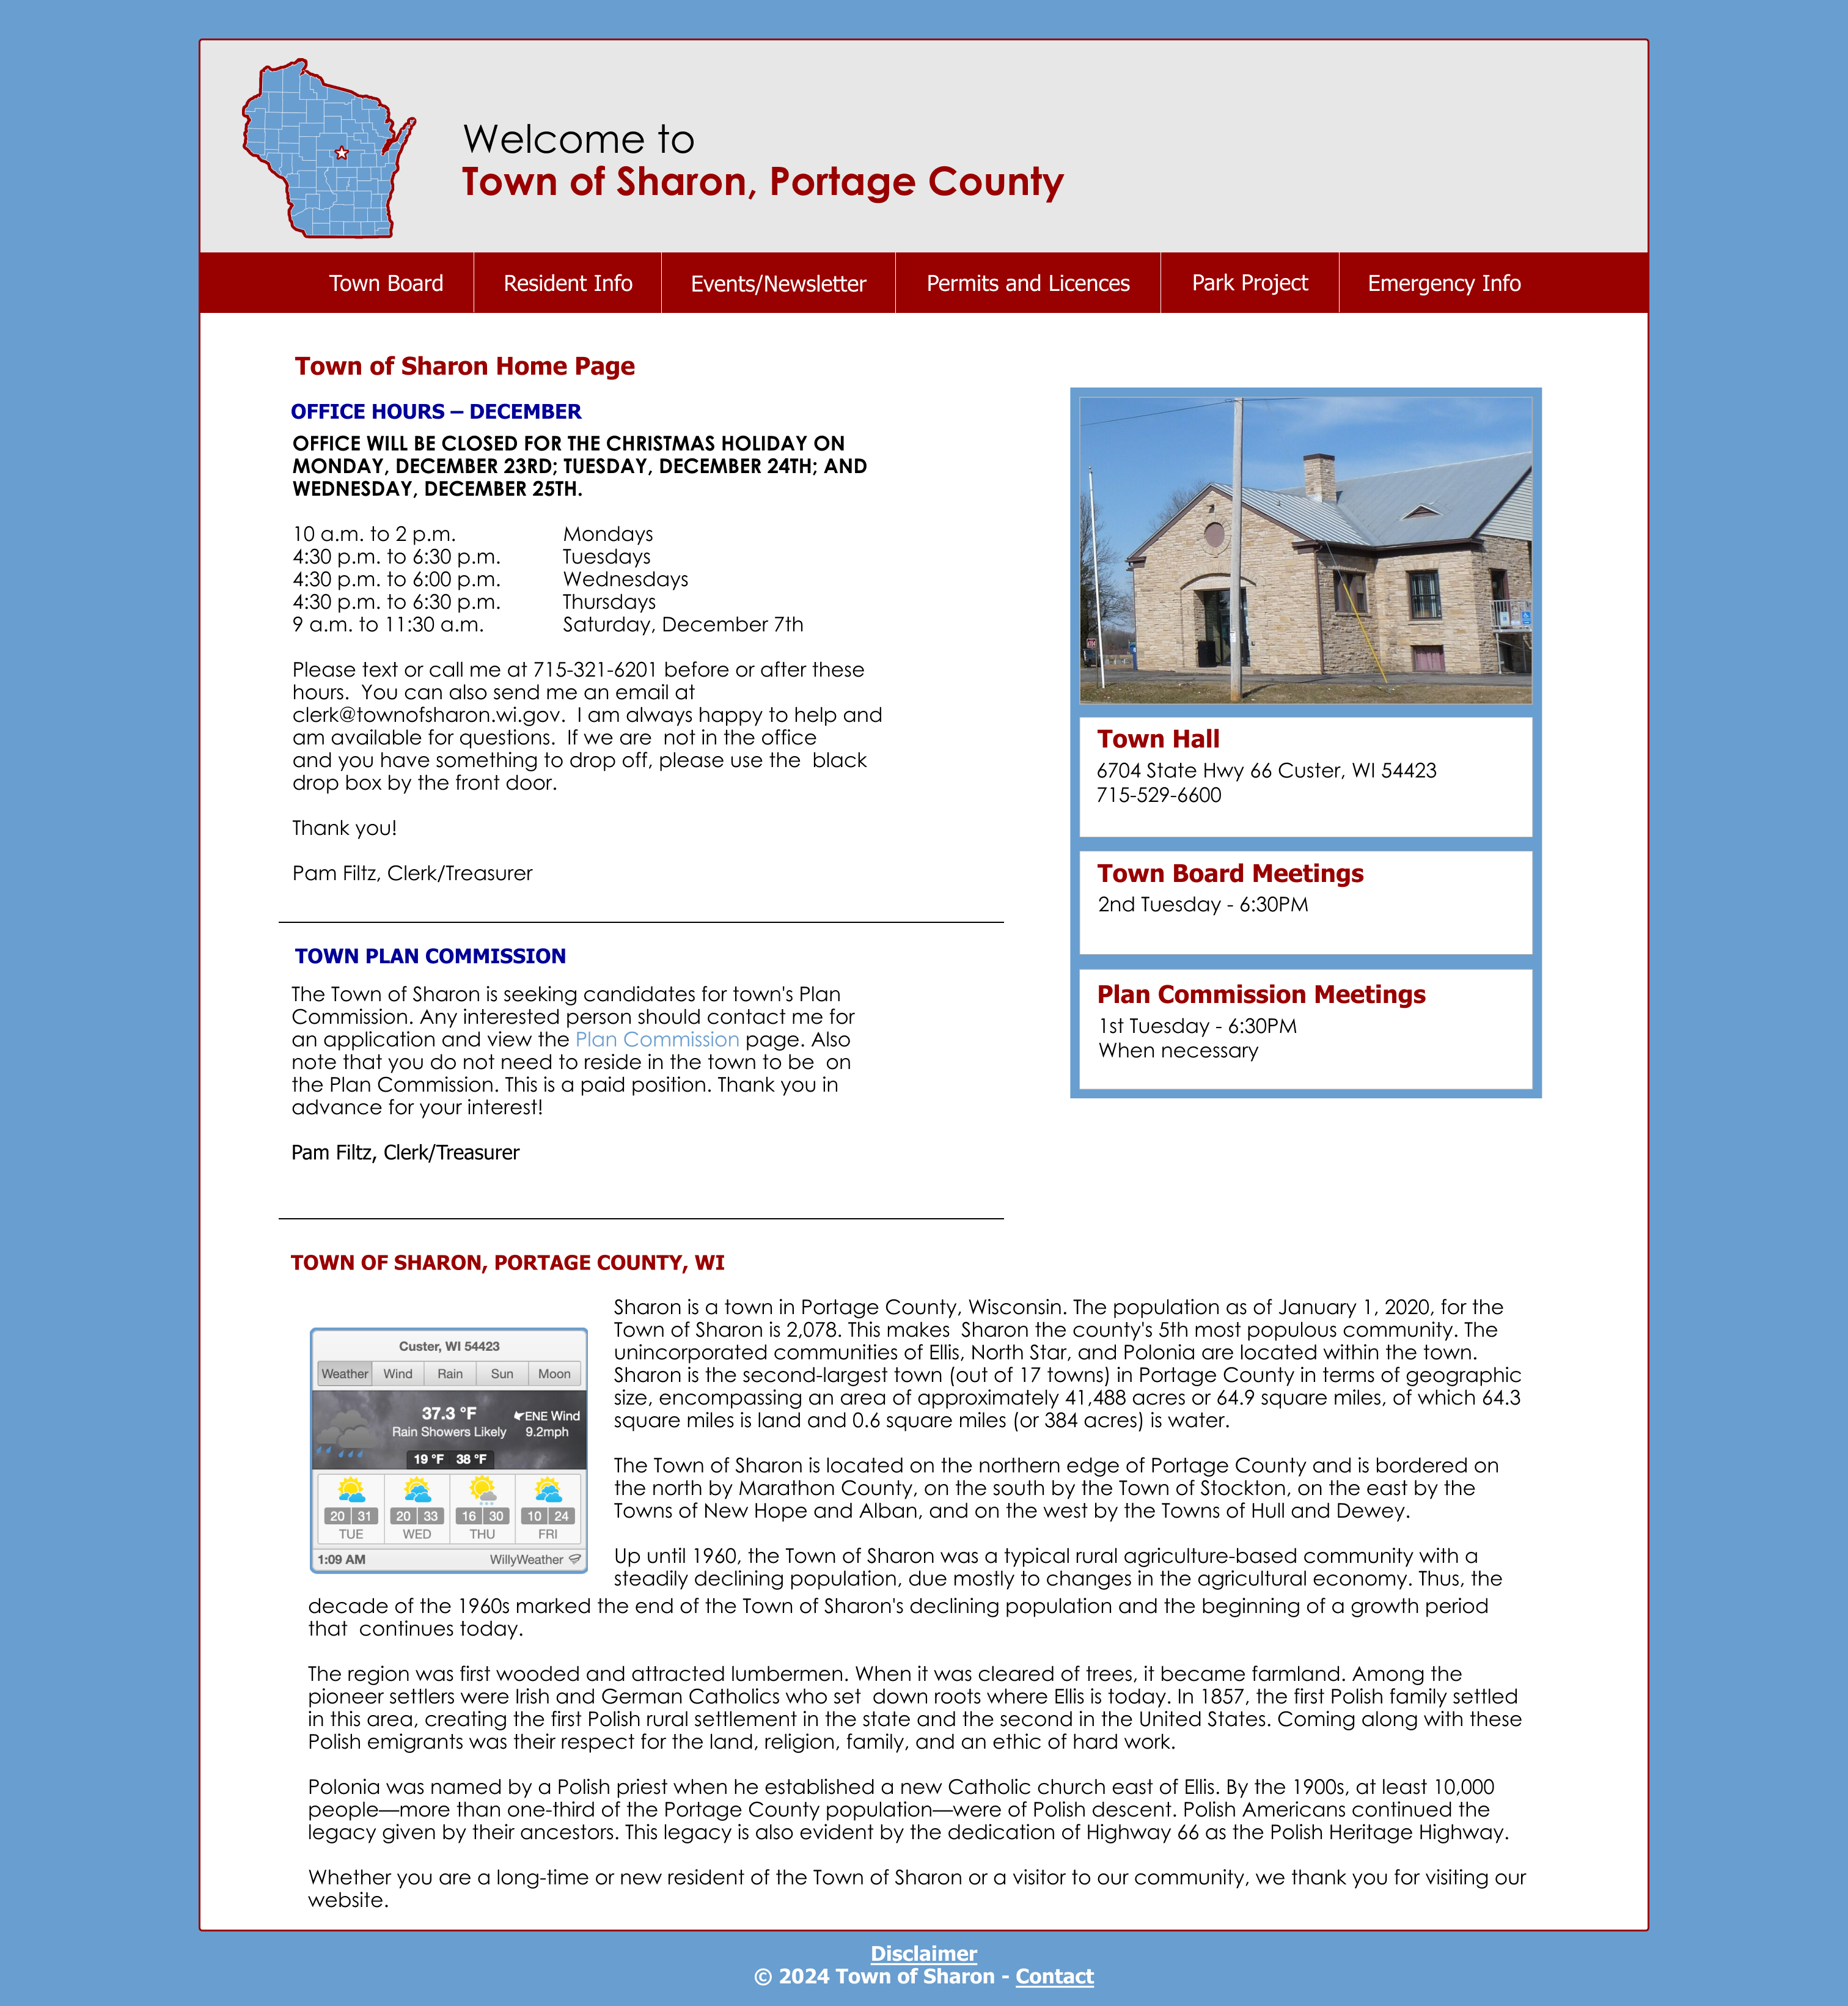 Welcome to
Town of Sharon, Portage County
Town Board
Resident Info
Events/Newsletter
Permits and Licences
Park Project
Emergency Info
Town of Sharon Home Page
OFFICE HOURS – DECEMBER
OFFICE WILL BE CLOSED FOR THE CHRISTMAS HOLIDAY ON
MONDAY, DECEMBER 23RD; TUESDAY, DECEMBER 24TH; AND
WEDNESDAY, DECEMBER 25TH.
10 a.m. to 2 p.m. Mondays
4:30 p.m. to 6:30 p.m. Tuesdays
4:30 p.m. to 6:00 p.m. Wednesdays
4:30 p.m. to 6:30 p.m. Thursdays
9 a.m. to 11:30 a.m. Saturday, December 7th
Please text or call me at 715-321-6201 before or after these
hours.  You can also send me an email at
clerk@townofsharon.wi.gov.  I am always happy to help and
am available for questions.  If we are  not in the office
and you have something to drop off, please use the  black
drop box by the front door.
Thank you!
Pam Filtz, Clerk/Treasurer
Town Hall
6704 State Hwy 66 Custer, WI 54423
715-529-6600
Town Board Meetings
2nd Tuesday - 6:30PM
Plan Commission Meetings
1st Tuesday - 6:30PM
When necessary
TOWN PLAN COMMISSION
The Town of Sharon is seeking candidates for town's Plan
Commission. Any interested person should contact me for
an application and view the Plan Commission page. Also
note that you do not need to reside in the town to be  on
the Plan Commission. This is a paid position. Thank you in
advance for your interest!
Pam Filtz, Clerk/Treasurer
TOWN OF SHARON, PORTAGE COUNTY, WI
Custer, WI 54423
Weather Wind Rain Sun Moon
37.3 °F
Rain Showers Likely
ENE Wind
9.2mph
19 °F 38 °F
20 31 20 33 16 30 10 24
TUE WED THU FRI
1:09 AM WillyWeather
Sharon is a town in Portage County, Wisconsin. The population as of January 1, 2020, for the
Town of Sharon is 2,078. This makes  Sharon the county's 5th most populous community. The
unincorporated communities of Ellis, North Star, and Polonia are located within the town.
Sharon is the second-largest town (out of 17 towns) in Portage County in terms of geographic
size, encompassing an area of approximately 41,488 acres or 64.9 square miles, of which 64.3
square miles is land and 0.6 square miles (or 384 acres) is water.
The Town of Sharon is located on the northern edge of Portage County and is bordered on
the north by Marathon County, on the south by the Town of Stockton, on the east by the
Towns of New Hope and Alban, and on the west by the Towns of Hull and Dewey.
Up until 1960, the Town of Sharon was a typical rural agriculture-based community with a
steadily declining population, due mostly to changes in the agricultural economy. Thus, the
decade of the 1960s marked the end of the Town of Sharon's declining population and the beginning of a growth period
that  continues today.
The region was first wooded and attracted lumbermen. When it was cleared of trees, it became farmland. Among the
pioneer settlers were Irish and German Catholics who set  down roots where Ellis is today. In 1857, the first Polish family settled
in this area, creating the first Polish rural settlement in the state and the second in the United States. Coming along with these
Polish emigrants was their respect for the land, religion, family, and an ethic of hard work.
Polonia was named by a Polish priest when he established a new Catholic church east of Ellis. By the 1900s, at least 10,000
people—more than one-third of the Portage County population—were of Polish descent. Polish Americans continued the
legacy given by their ancestors. This legacy is also evident by the dedication of Highway 66 as the Polish Heritage Highway.
Whether you are a long-time or new resident of the Town of Sharon or a visitor to our community, we thank you for visiting our
website.
Disclaimer
© 2024 Town of Sharon - Contact